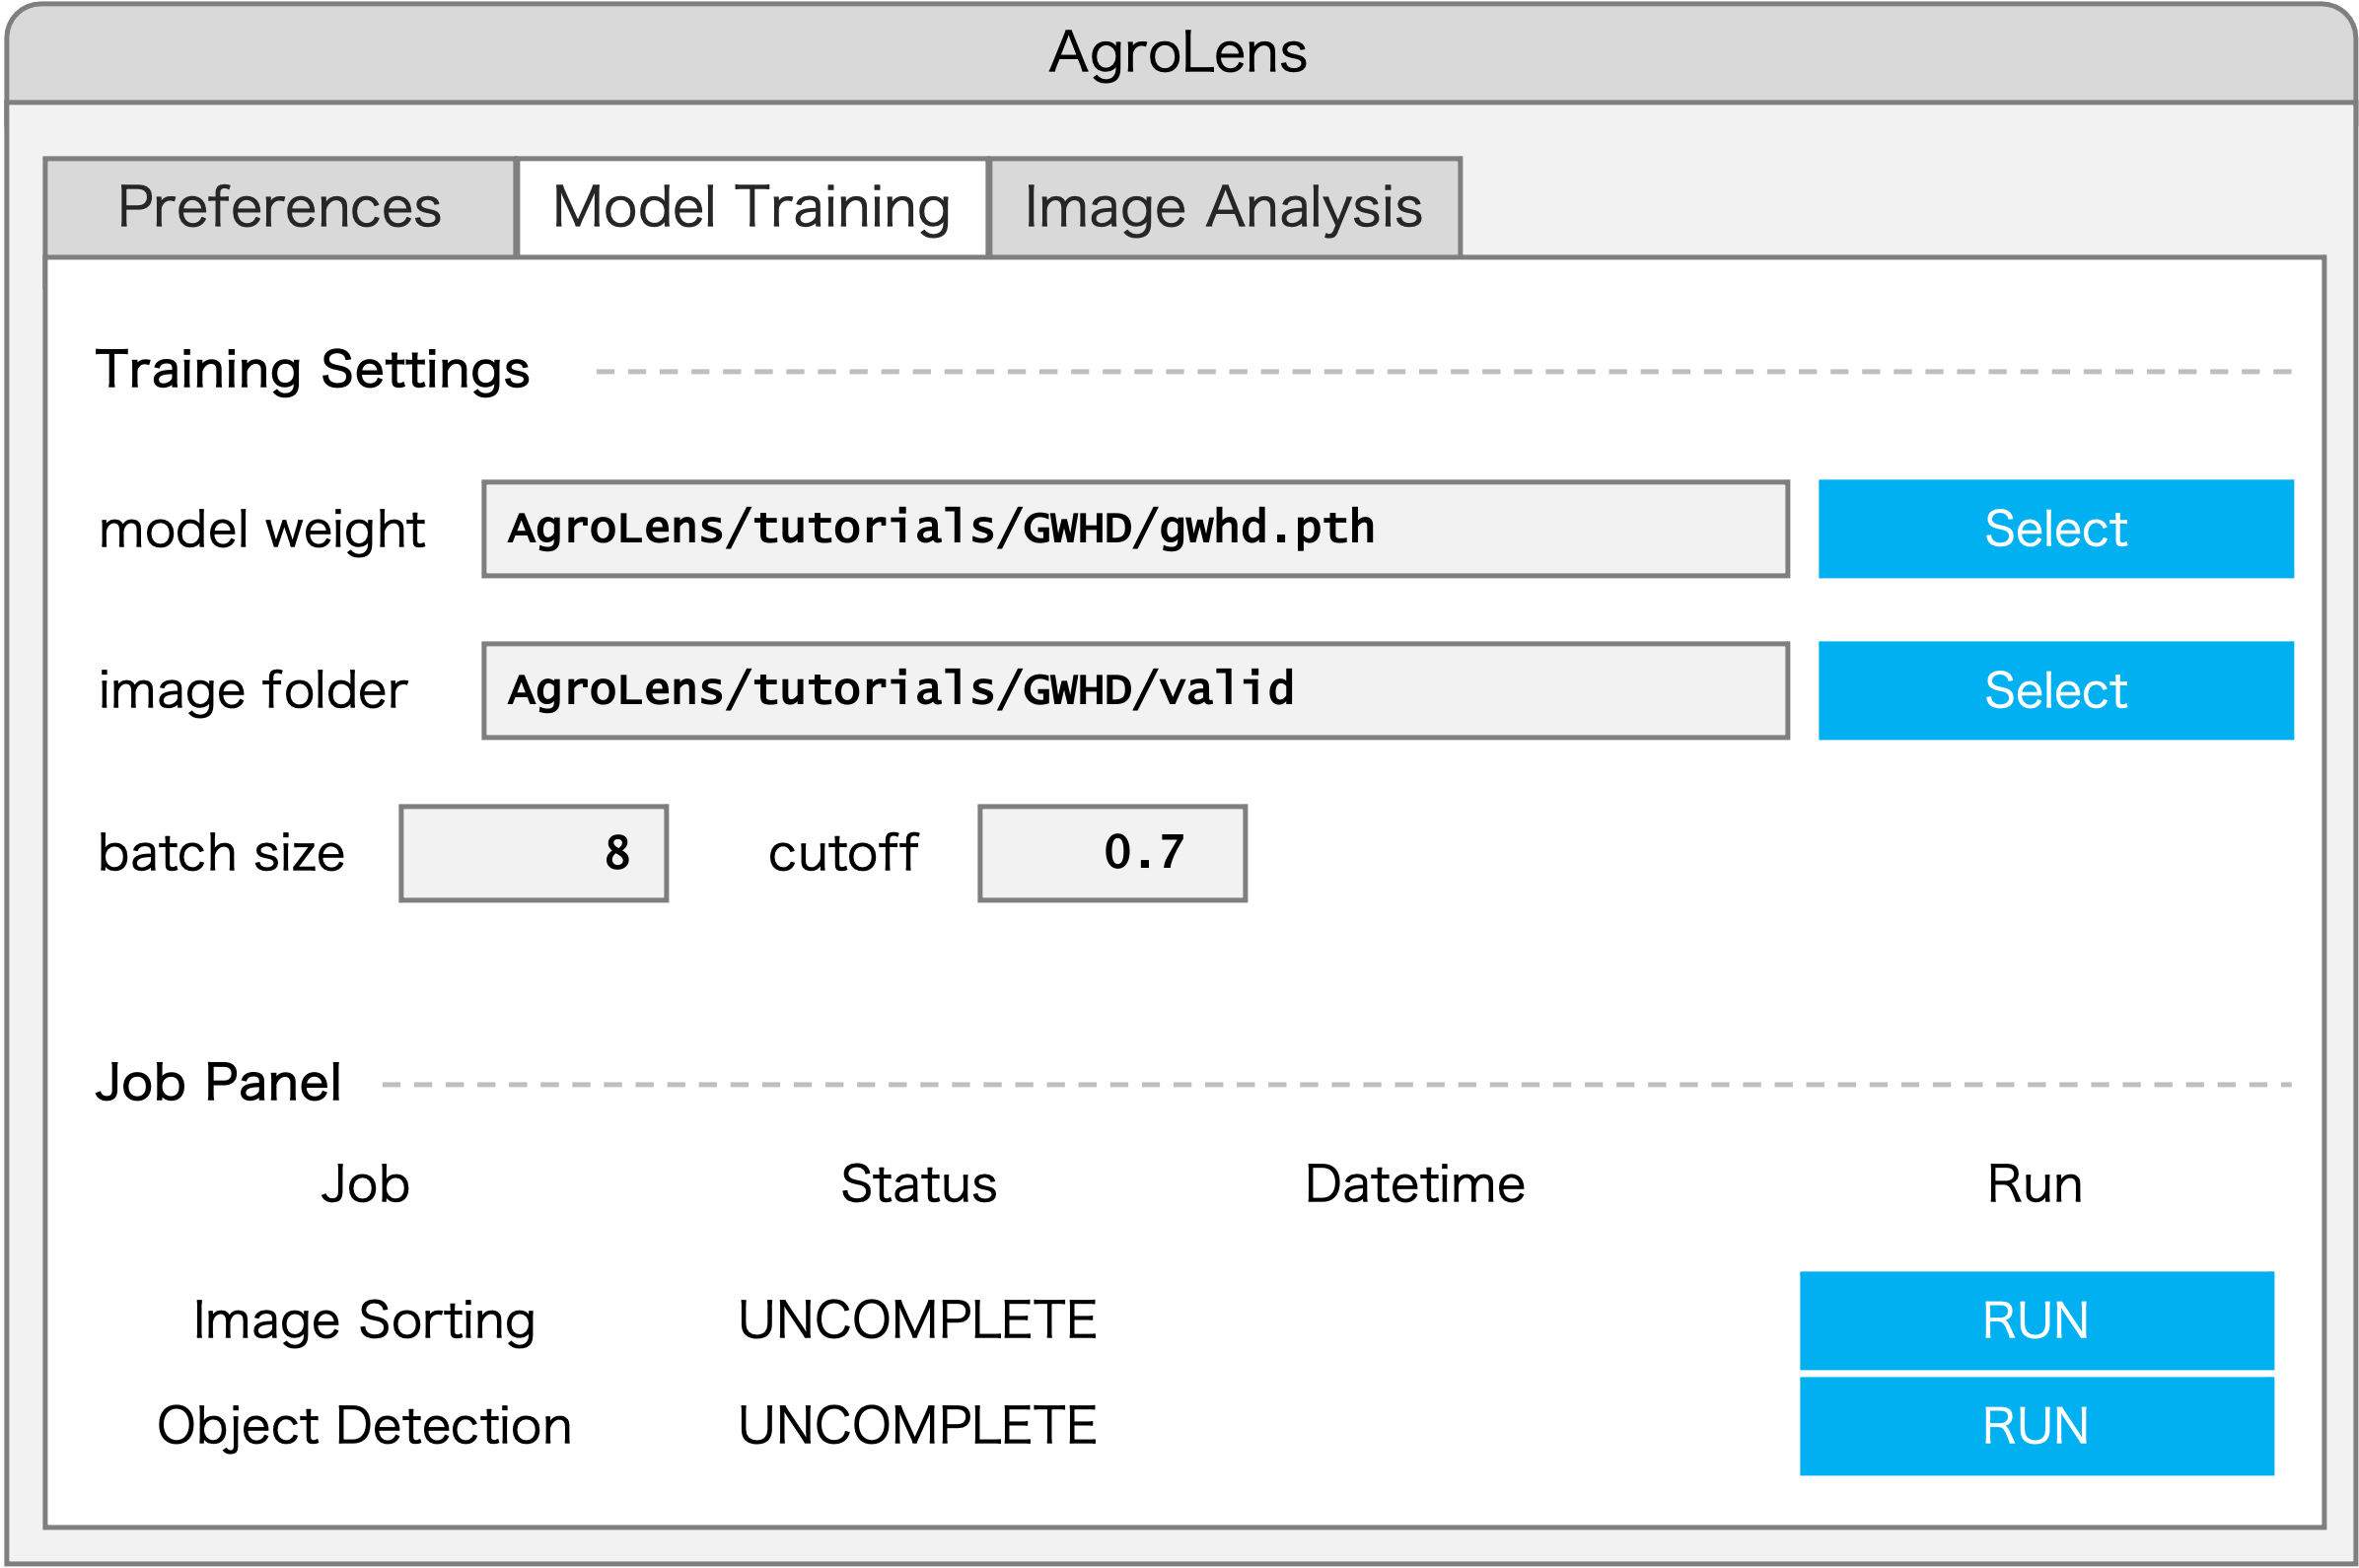 AgroLens
Preferences Model Training Image Analysis
Training Settings
model weight AgroLens/tutorials/GWHD/gwhd.pth Select
image folder AgroLens/tutorials/GWHD/valid Select
batch size 8 cutoff 0.7
Job Panel
Job Status Datetime Run
Image Sorting UNCOMPLETE RUN
Object Detection UNCOMPLETE RUN